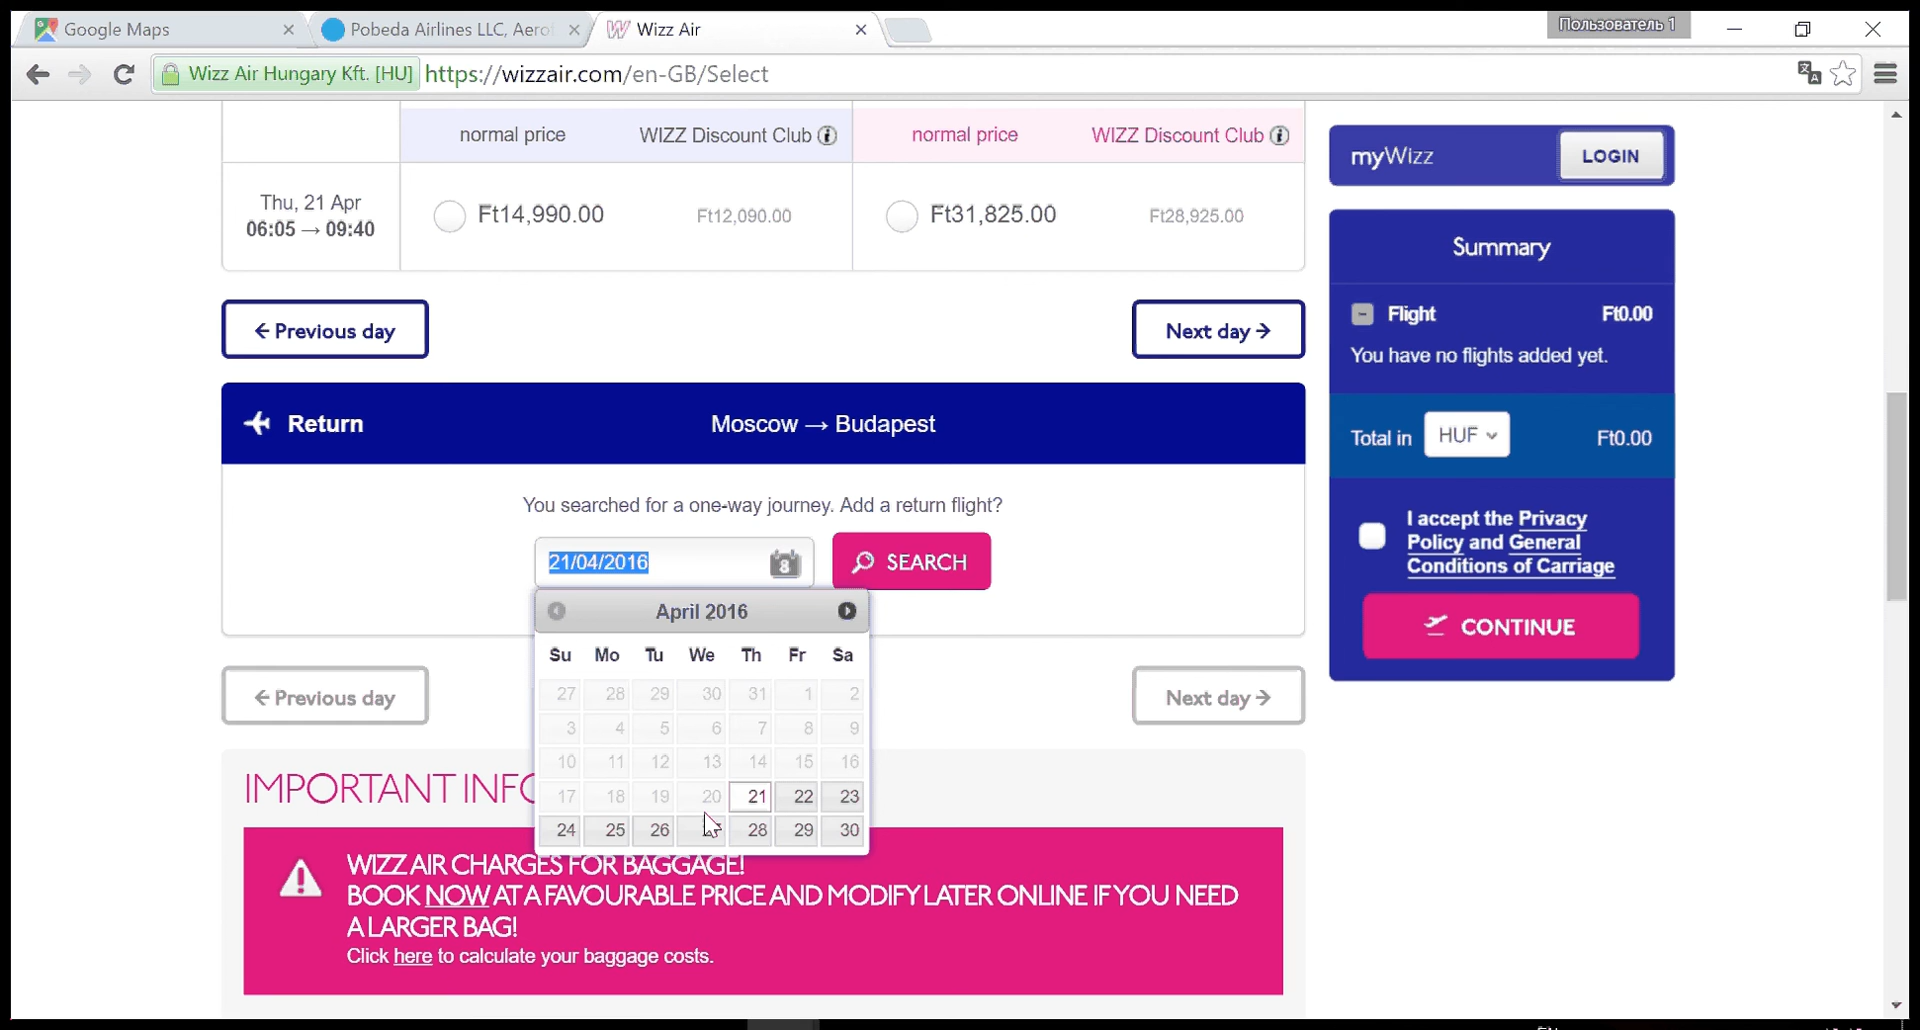 Google Maps
Pobeda Airlines LLC, Aerof
Wizz Air
Пользователь 1
Wizz Air Hungary Kft. [HU] https://wizzair.com/en-GB/Select
normal price WIZZ Discount Club normal price WIZZ Discount Club
Thu, 21 Apr
06:05 → 09:40
Ft14,990.00 Ft12,090.00 Ft31,825.00 Ft28,925.00
← Previous day
Next day →
Return
Moscow → Budapest
You searched for a one-way journey. Add a return flight?
21/04/2016
8
SEARCH
April 2016
Su Mo Tu We Th Fr Sa
27 28 29 30 31 1 2
3 4 5 6 7 8 9
10 11 12 13 14 15 16
17 18 19 20 21 22 23
24 25 26 28 29 30
← Previous day
Next day →
IMPORTANT INFO
WIZZ AIR CHARGES FOR BAGGAGE!
BOOK NOW AT A FAVOURABLE PRICE AND MODIFY LATER ONLINE IF YOU NEED
A LARGER BAG!
Click here to calculate your baggage costs.
myWizz
LOGIN
Summary
Flight Ft0.00
You have no flights added yet.
Total in HUF Ft0.00
I accept the Privacy
Policy and General
Conditions of Carriage
CONTINUE